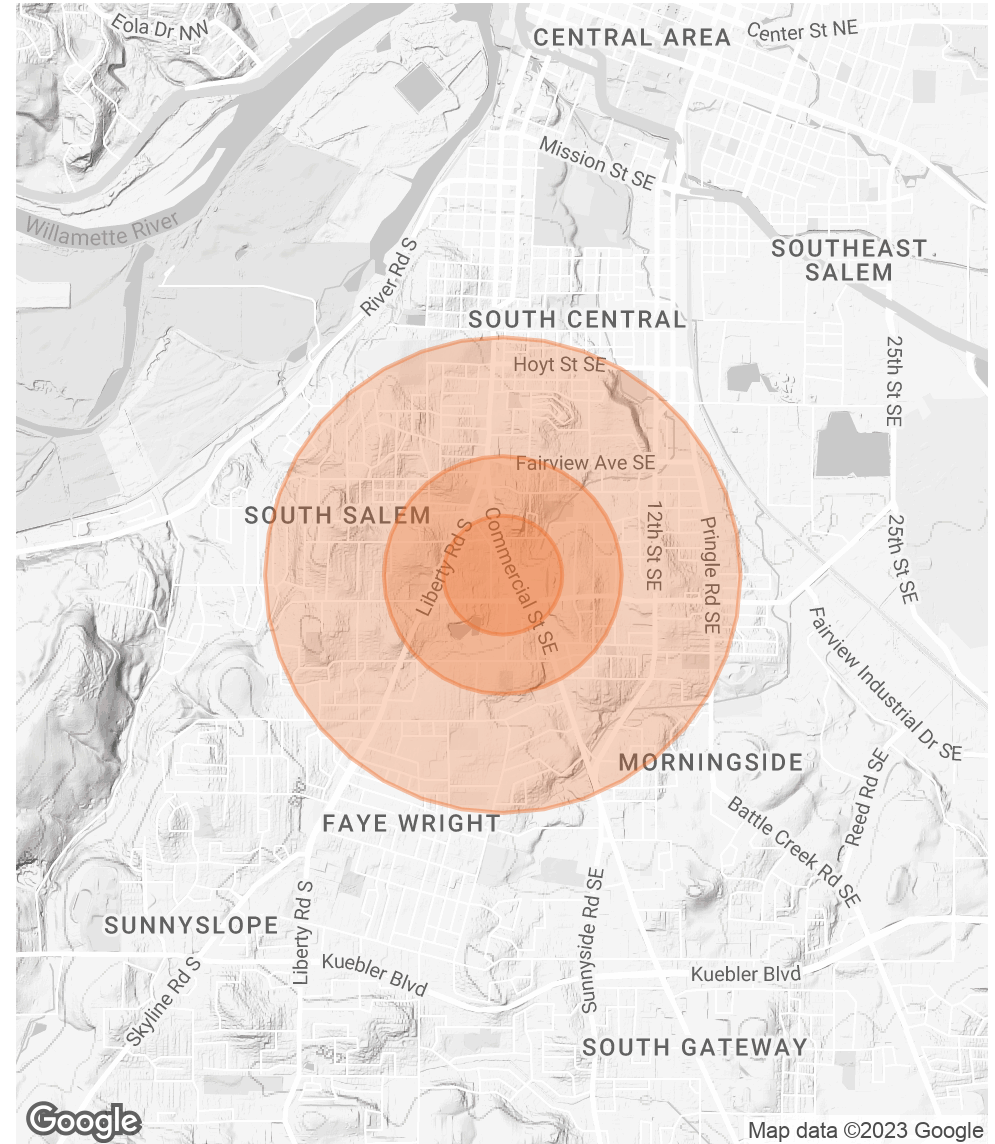 Eola Dr NW
CENTRAL AREA
Center St NE
Mission St SE
Willamette River
River Rd S
SOUTHEAST
SALEM
SOUTH CENTRAL
25th St SE
Hoyt St SE
Fairview Ave SE
SOUTH SALEM
Liberty Rd S
Commercial St SE
12th St SE
Pringle Rd SE
25th St SE
Fairview Industrial Dr SE
MORNINGSIDE
Reed Rd SE
Battle Creek Rd SE
FAYE WRIGHT
SUNNYSLOPE
Liberty Rd S
Sunnyside Rd SE
Skyline Rd S
Kuebler Blvd
Kuebler Blvd
SOUTH GATEWAY
Google
Map data ©2023 Google